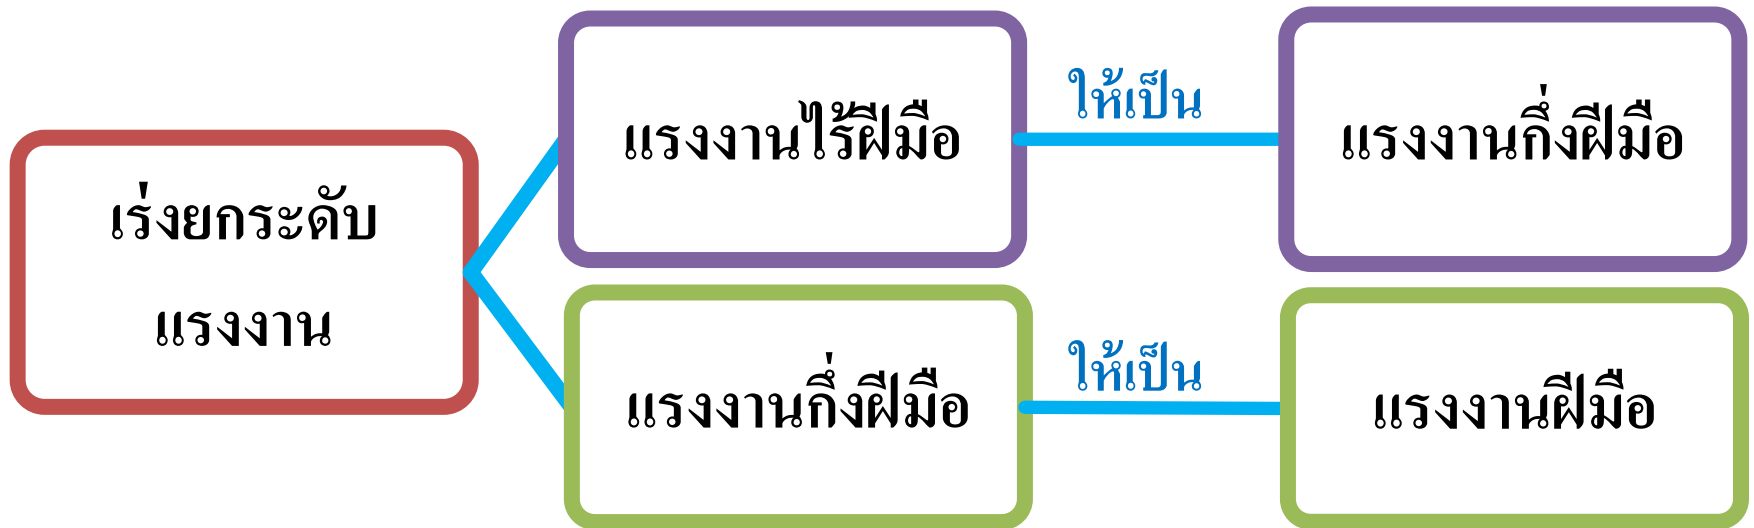 เร่งยกระดับ
แรงงาน
แรงงานไร้ฝีมือ
ให้เป็น
แรงงานกึ่งฝีมือ
แรงงานกึ่งฝีมือ
ให้เป็น
แรงงานฝีมือ